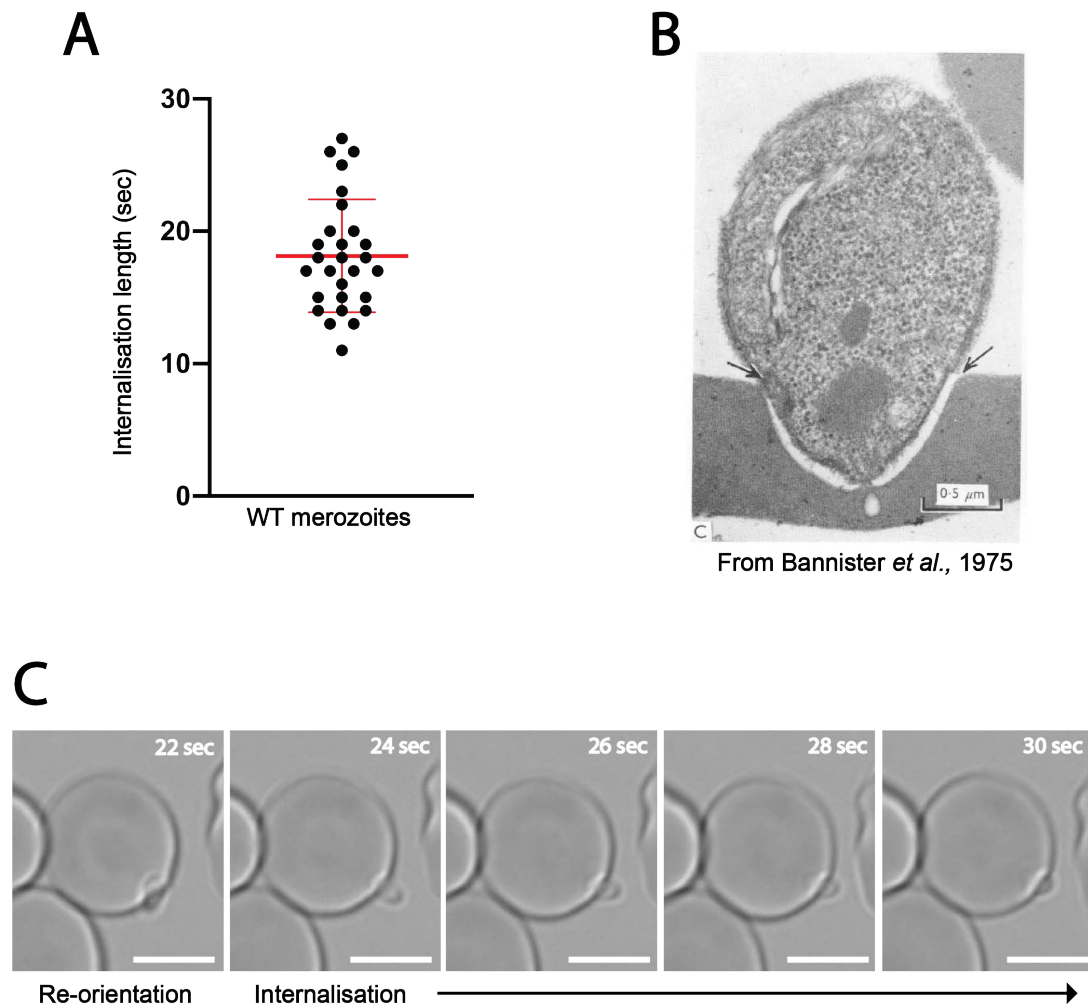 A
30
20
10
0
Internalisation length (sec)
WT merozoites
B
0·5 μm
C
From Bannister et al., 1975
C
22 sec
24 sec
26 sec
28 sec
30 sec
Re-orientation
Internalisation